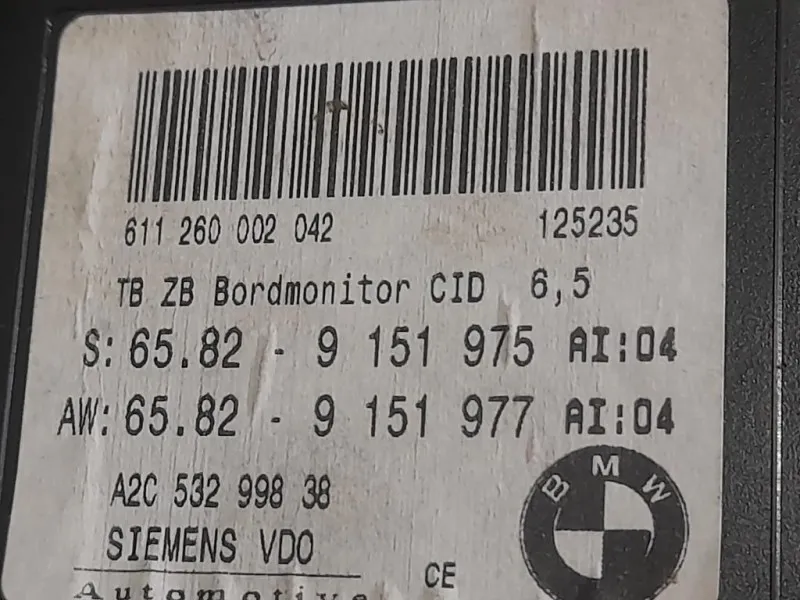 611 260 002 042 125235
TB ZB Bordmonitor CID 6,5
S: 65.82 - 9 151 975 AI:04
AW: 65.82 - 9 151 977 AI:04
A2C 532 998 38
BMW
SIEMENS VDO
CE
Automotive